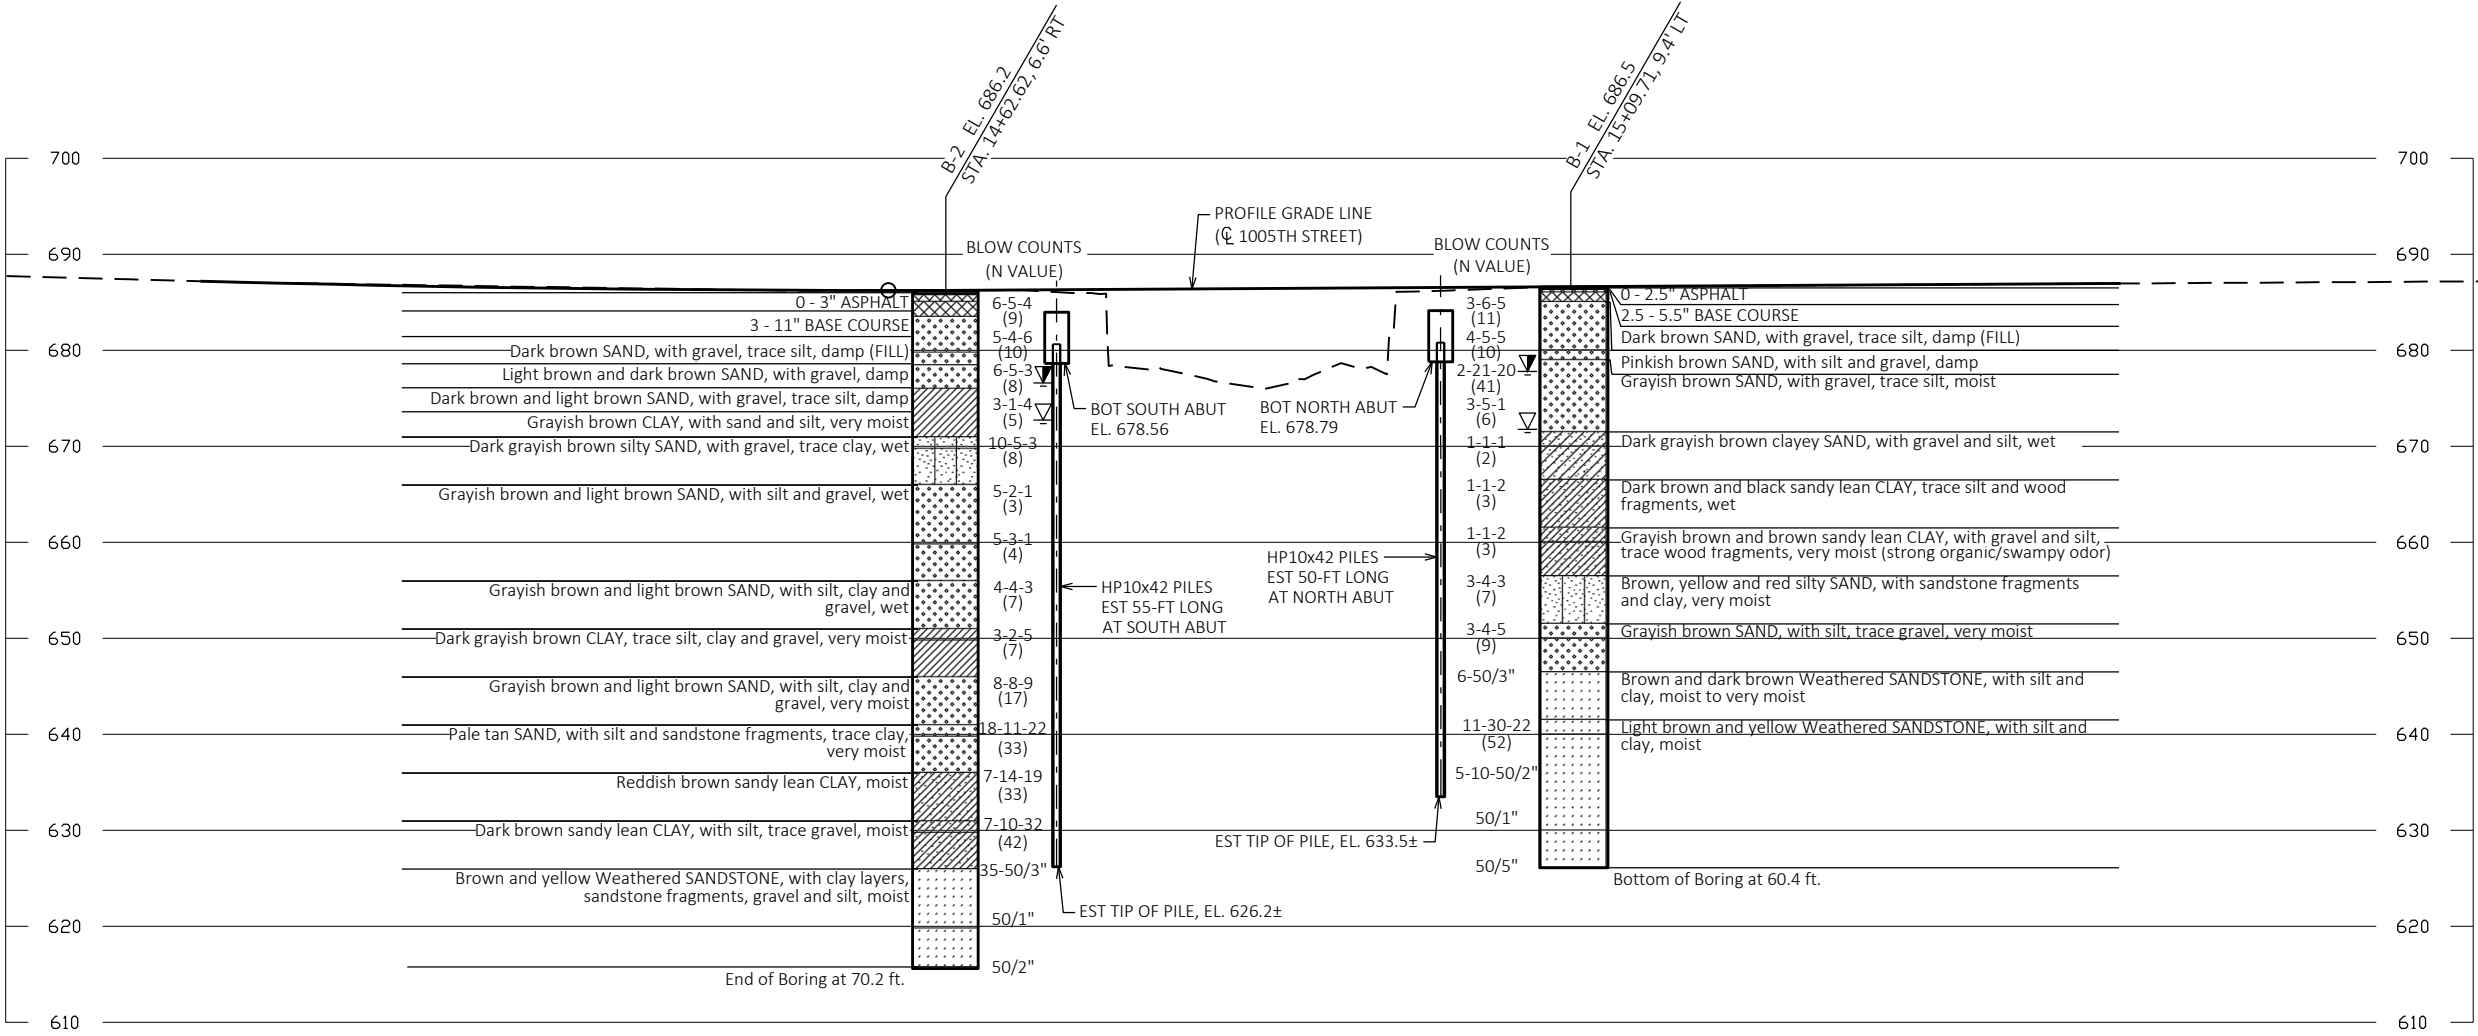 B-2 EL. 686.2
STA. 14+62.62, 6.6' RT
B-1 EL. 686.5
STA. 15+09.71, 9.4' LT
700
700
PROFILE GRADE LINE
(℄ 1005TH STREET)
690
690
BLOW COUNTS
(N VALUE)
BLOW COUNTS
(N VALUE)
680
680
670
670
660
660
650
650
640
640
630
630
620
620
610
610
0 - 3" ASPHALT
3 - 11" BASE COURSE
Dark brown SAND, with gravel, trace silt, damp (FILL)
Light brown and dark brown SAND, with gravel, damp
Dark brown and light brown SAND, with gravel, trace silt, damp
Grayish brown CLAY, with sand and silt, very moist
Dark grayish brown silty SAND, with gravel, trace clay, wet
Grayish brown and light brown SAND, with silt and gravel, wet
Grayish brown and light brown SAND, with silt, clay and
gravel, wet
Dark grayish brown CLAY, trace silt, clay and gravel, very moist
Grayish brown and light brown SAND, with silt, clay and
gravel, very moist
Pale tan SAND, with silt and sandstone fragments, trace clay,
very moist
Reddish brown sandy lean CLAY, moist
Dark brown sandy lean CLAY, with silt, trace gravel, moist
Brown and yellow Weathered SANDSTONE, with clay layers,
sandstone fragments, gravel and silt, moist
End of Boring at 70.2 ft.
6-5-4
(9)
5-4-6
(10)
6-5-3
(8)
3-1-4
(5)
10-5-3
(8)
5-2-1
(3)
5-3-1
(4)
4-4-3
(7)
3-2-5
(7)
8-8-9
(17)
18-11-22
(33)
7-14-19
(33)
7-10-32
(42)
35-50/3"
50/1"
50/2"
BOT SOUTH ABUT
EL. 678.56
HP10x42 PILES
EST 55-FT LONG
AT SOUTH ABUT
EST TIP OF PILE, EL. 626.2±
BOT NORTH ABUT
EL. 678.79
HP10x42 PILES
EST 50-FT LONG
AT NORTH ABUT
EST TIP OF PILE, EL. 633.5±
3-6-5
(11)
4-5-5
(10)
2-21-20
(41)
3-5-1
(6)
1-1-1
(2)
1-1-2
(3)
1-1-2
(3)
3-4-3
(7)
3-4-5
(9)
6-50/3"
11-30-22
(52)
5-10-50/2"
50/1"
50/5"
0 - 2.5" ASPHALT
2.5 - 5.5" BASE COURSE
Dark brown SAND, with gravel, trace silt, damp (FILL)
Pinkish brown SAND, with silt and gravel, damp
Grayish brown SAND, with gravel, trace silt, moist
Dark grayish brown clayey SAND, with gravel and silt, wet
Dark brown and black sandy lean CLAY, trace silt and wood
fragments, wet
Grayish brown and brown sandy lean CLAY, with gravel and silt,
trace wood fragments, very moist (strong organic/swampy odor)
Brown, yellow and red silty SAND, with sandstone fragments
and clay, very moist
Grayish brown SAND, with silt, trace gravel, very moist
Brown and dark brown Weathered SANDSTONE, with silt and
clay, moist to very moist
Light brown and yellow Weathered SANDSTONE, with silt and
clay, moist
Bottom of Boring at 60.4 ft.